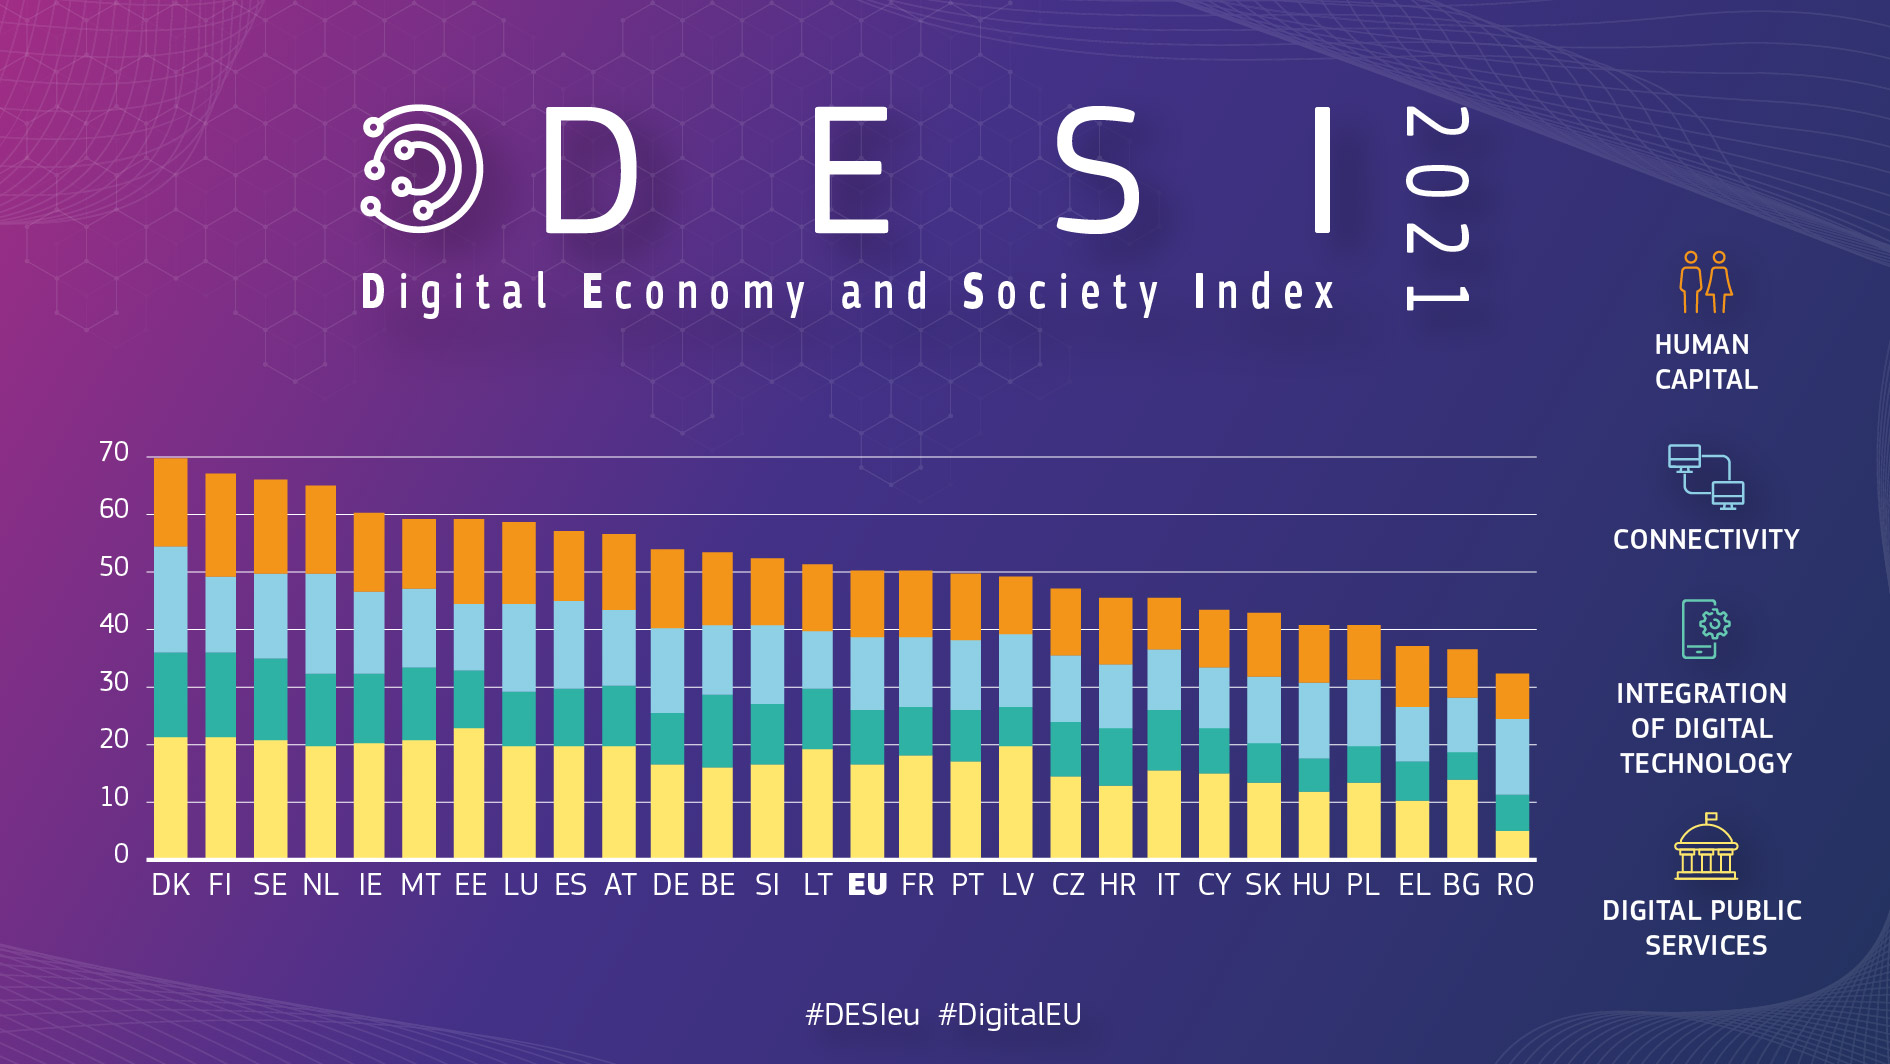 DESI 2021
Digital Economy and Society Index
HUMAN
CAPITAL
CONNECTIVITY
INTEGRATION
OF DIGITAL
TECHNOLOGY
DIGITAL PUBLIC
SERVICES
70
60
50
40
30
20
10
0
DK FI SE NL IE MT EE LU ES AT DE BE SI LT EU FR PT LV CZ HR IT CY SK HU PL EL BG RO
#DESIeu #DigitalEU